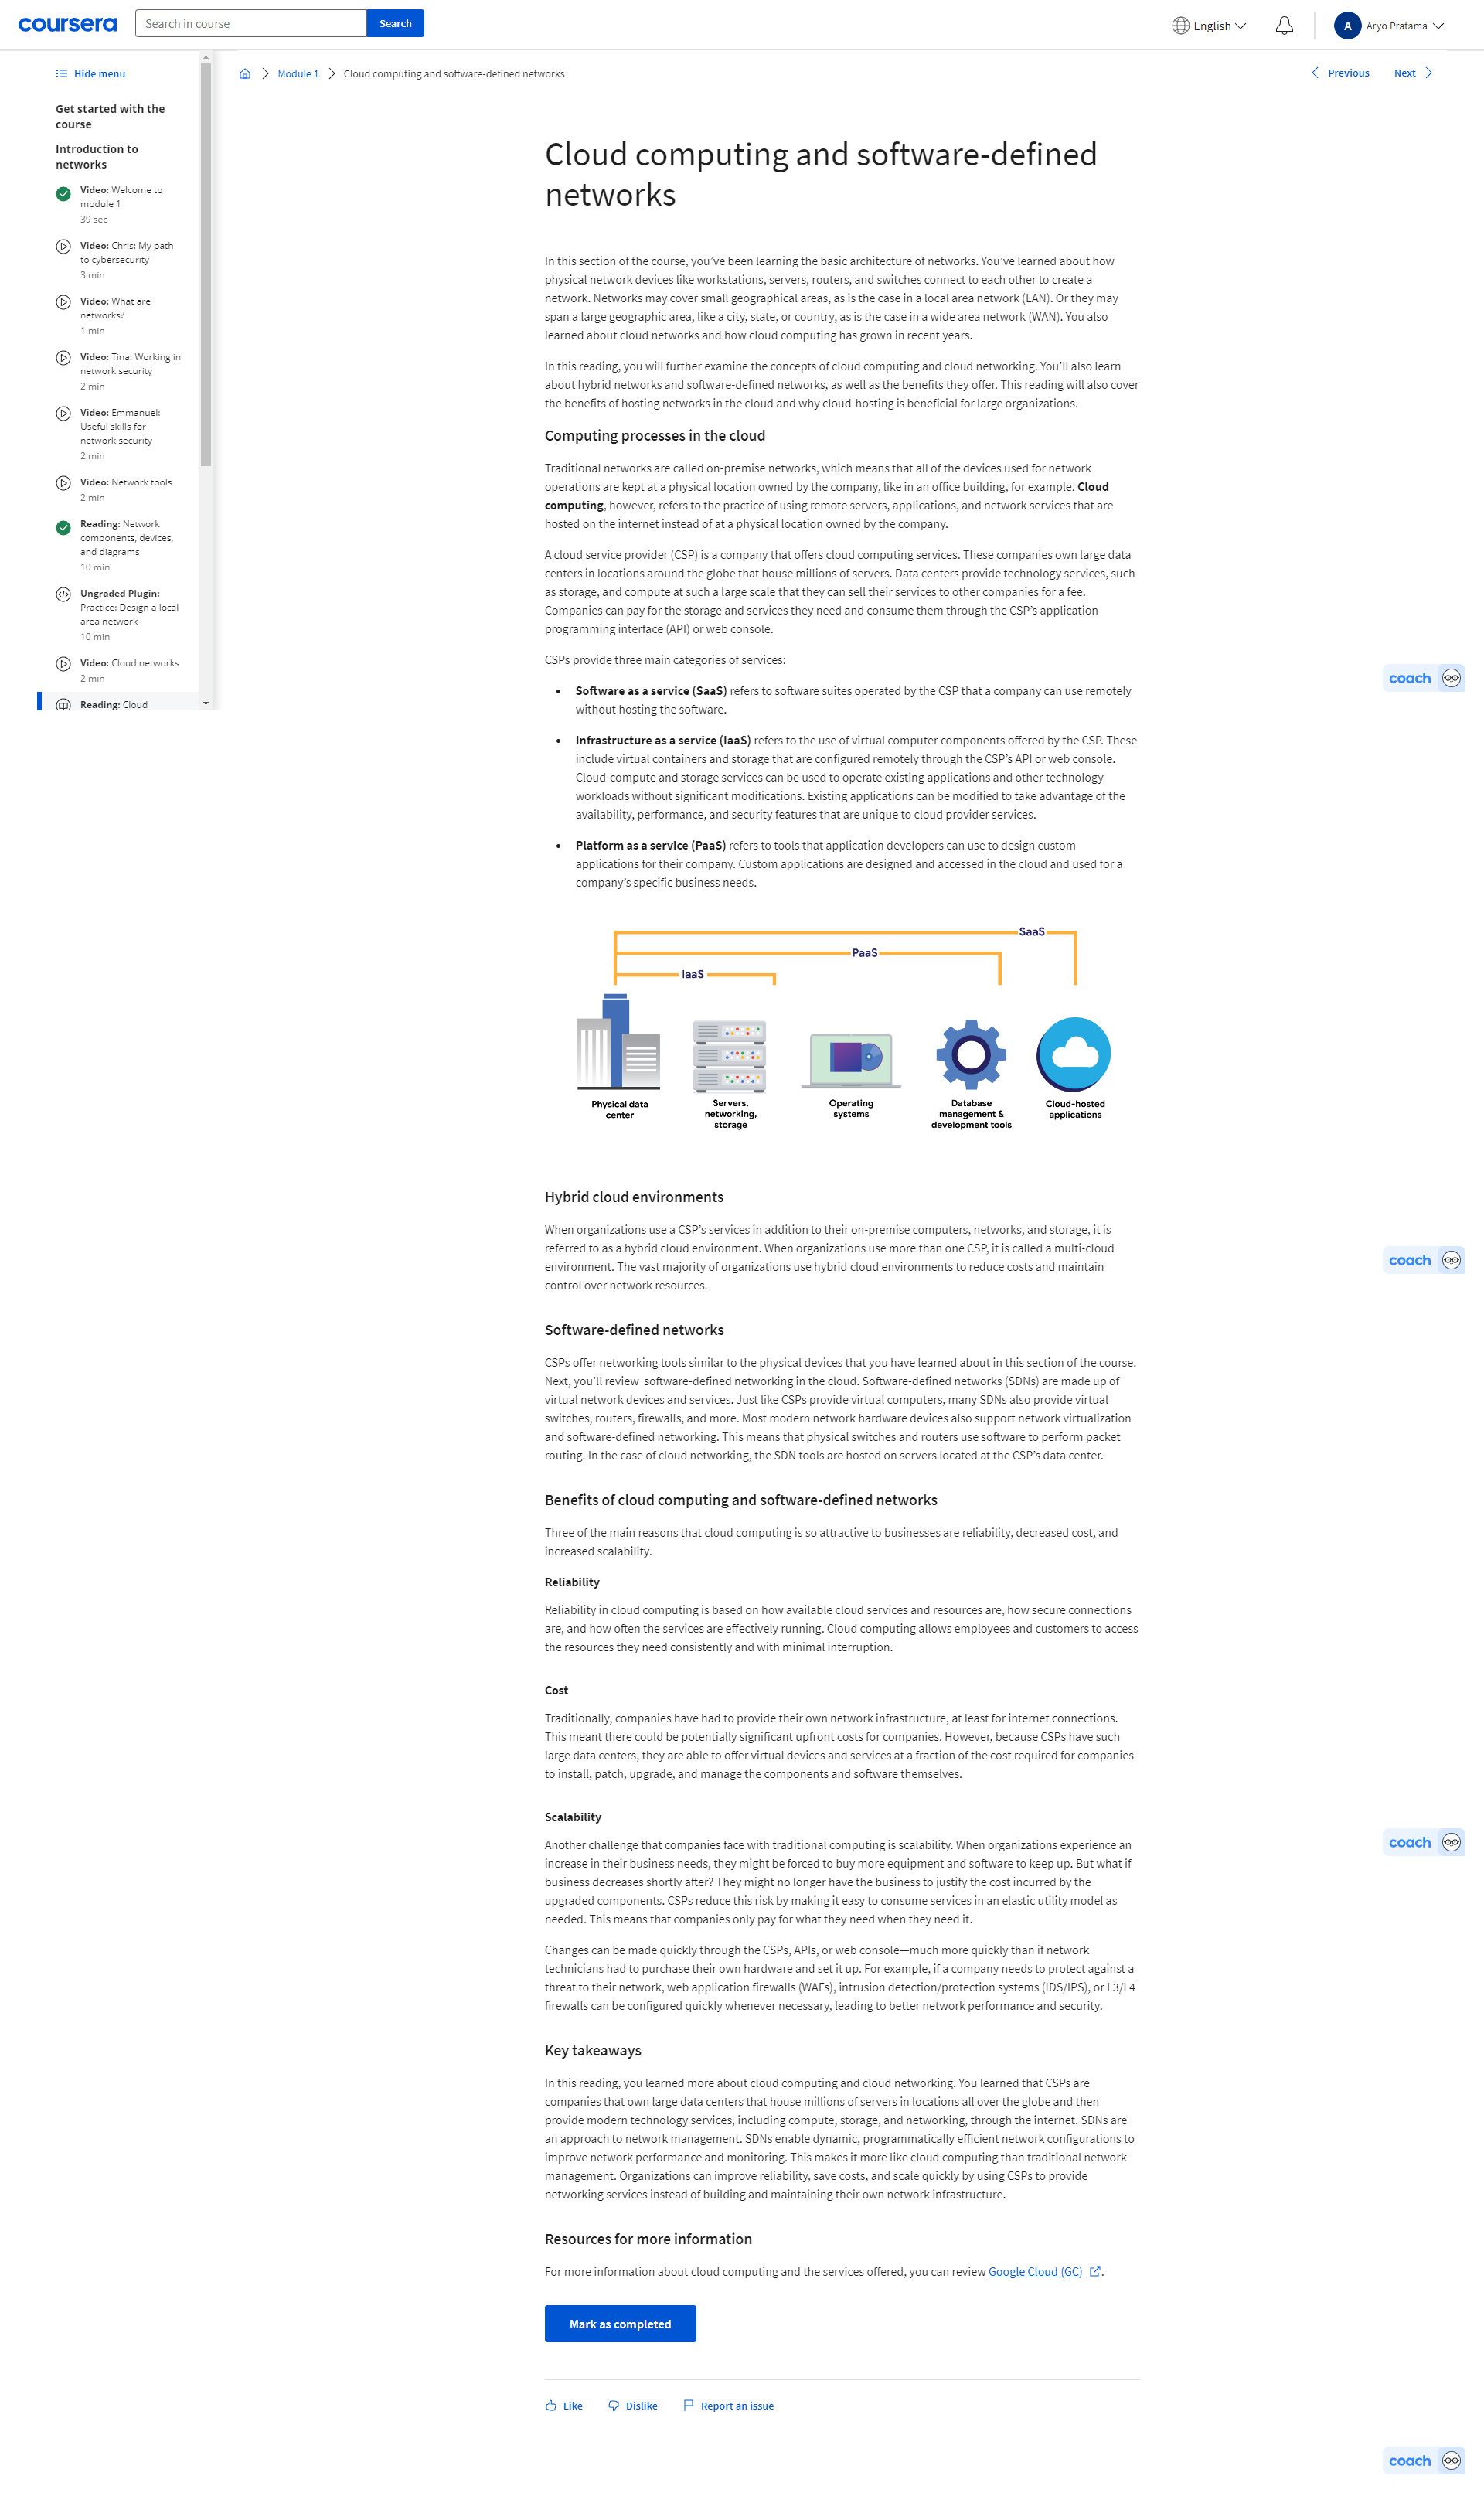 coursera
Search in course
Search
English
A
Aryo Pratama
Hide menu
Get started with the
course
Introduction to
networks
Video: Welcome to
module 1
39 sec
Video: Chris: My path
to cybersecurity
3 min
Video: What are
networks?
1 min
Video: Tina: Working in
network security
2 min
Video: Emmanuel:
Useful skills for
network security
2 min
Video: Network tools
2 min
Reading: Network
components, devices,
and diagrams
10 min
Ungraded Plugin:
Practice: Design a local
area network
10 min
Video: Cloud networks
2 min
Reading: Cloud
Module 1
Cloud computing and software-defined networks
Previous
Next
Cloud computing and software-defined
networks
In this section of the course, you’ve been learning the basic architecture of networks. You’ve learned about how
physical network devices like workstations, servers, routers, and switches connect to each other to create a
network. Networks may cover small geographical areas, as is the case in a local area network (LAN). Or they may
span a large geographic area, like a city, state, or country, as is the case in a wide area network (WAN). You also
learned about cloud networks and how cloud computing has grown in recent years.
In this reading, you will further examine the concepts of cloud computing and cloud networking. You’ll also learn
about hybrid networks and software-defined networks, as well as the benefits they offer. This reading will also cover
the benefits of hosting networks in the cloud and why cloud-hosting is beneficial for large organizations.
Computing processes in the cloud
Traditional networks are called on-premise networks, which means that all of the devices used for network
operations are kept at a physical location owned by the company, like in an office building, for example. Cloud
computing, however, refers to the practice of using remote servers, applications, and network services that are
hosted on the internet instead of at a physical location owned by the company.
A cloud service provider (CSP) is a company that offers cloud computing services. These companies own large data
centers in locations around the globe that house millions of servers. Data centers provide technology services, such
as storage, and compute at such a large scale that they can sell their services to other companies for a fee.
Companies can pay for the storage and services they need and consume them through the CSP’s application
programming interface (API) or web console.
CSPs provide three main categories of services:
coach
• Software as a service (SaaS) refers to software suites operated by the CSP that a company can use remotely
without hosting the software.
• Infrastructure as a service (IaaS) refers to the use of virtual computer components offered by the CSP. These
include virtual containers and storage that are configured remotely through the CSP’s API or web console.
Cloud-compute and storage services can be used to operate existing applications and other technology
workloads without significant modifications. Existing applications can be modified to take advantage of the
availability, performance, and security features that are unique to cloud provider services.
• Platform as a service (PaaS) refers to tools that application developers can use to design custom
applications for their company. Custom applications are designed and accessed in the cloud and used for a
company’s specific business needs.
SaaS
PaaS
IaaS
Physical data
center
Servers,
networking,
storage
Operating
systems
Database
management &
development tools
Cloud-hosted
applications
Hybrid cloud environments
When organizations use a CSP’s services in addition to their on-premise computers, networks, and storage, it is
referred to as a hybrid cloud environment. When organizations use more than one CSP, it is called a multi-cloud
environment. The vast majority of organizations use hybrid cloud environments to reduce costs and maintain
control over network resources.
coach
Software-defined networks
CSPs offer networking tools similar to the physical devices that you have learned about in this section of the course.
Next, you’ll review  software-defined networking in the cloud. Software-defined networks (SDNs) are made up of
virtual network devices and services. Just like CSPs provide virtual computers, many SDNs also provide virtual
switches, routers, firewalls, and more. Most modern network hardware devices also support network virtualization
and software-defined networking. This means that physical switches and routers use software to perform packet
routing. In the case of cloud networking, the SDN tools are hosted on servers located at the CSP’s data center.
Benefits of cloud computing and software-defined networks
Three of the main reasons that cloud computing is so attractive to businesses are reliability, decreased cost, and
increased scalability.
Reliability
Reliability in cloud computing is based on how available cloud services and resources are, how secure connections
are, and how often the services are effectively running. Cloud computing allows employees and customers to access
the resources they need consistently and with minimal interruption.
Cost
Traditionally, companies have had to provide their own network infrastructure, at least for internet connections.
This meant there could be potentially significant upfront costs for companies. However, because CSPs have such
large data centers, they are able to offer virtual devices and services at a fraction of the cost required for companies
to install, patch, upgrade, and manage the components and software themselves.
Scalability
Another challenge that companies face with traditional computing is scalability. When organizations experience an
increase in their business needs, they might be forced to buy more equipment and software to keep up. But what if
business decreases shortly after? They might no longer have the business to justify the cost incurred by the
upgraded components. CSPs reduce this risk by making it easy to consume services in an elastic utility model as
needed. This means that companies only pay for what they need when they need it.
coach
Changes can be made quickly through the CSPs, APIs, or web console—much more quickly than if network
technicians had to purchase their own hardware and set it up. For example, if a company needs to protect against a
threat to their network, web application firewalls (WAFs), intrusion detection/protection systems (IDS/IPS), or L3/L4
firewalls can be configured quickly whenever necessary, leading to better network performance and security.
Key takeaways
In this reading, you learned more about cloud computing and cloud networking. You learned that CSPs are
companies that own large data centers that house millions of servers in locations all over the globe and then
provide modern technology services, including compute, storage, and networking, through the internet. SDNs are
an approach to network management. SDNs enable dynamic, programmatically efficient network configurations to
improve network performance and monitoring. This makes it more like cloud computing than traditional network
management. Organizations can improve reliability, save costs, and scale quickly by using CSPs to provide
networking services instead of building and maintaining their own network infrastructure.
Resources for more information
For more information about cloud computing and the services offered, you can review Google Cloud (GC) .
Mark as completed
Like
Dislike
Report an issue
coach